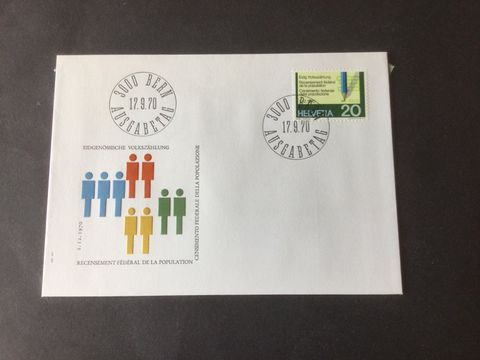 3000 BERN
17.9.70
AUSGABETAG
Eidg. Volkszählung
Recensement fédéral
de la population
Censimento federale
della popolazione
HELVETIA 20
3000 BERN
17.9.70
AUSGABETAG
EIDGENÖSSISCHE VOLKSZÄHLUNG
CENSIMENTO FEDERALE DELLA POPOLAZIONE
1.12.1970
RECENSEMENT FÉDÉRAL DE LA POPULATION